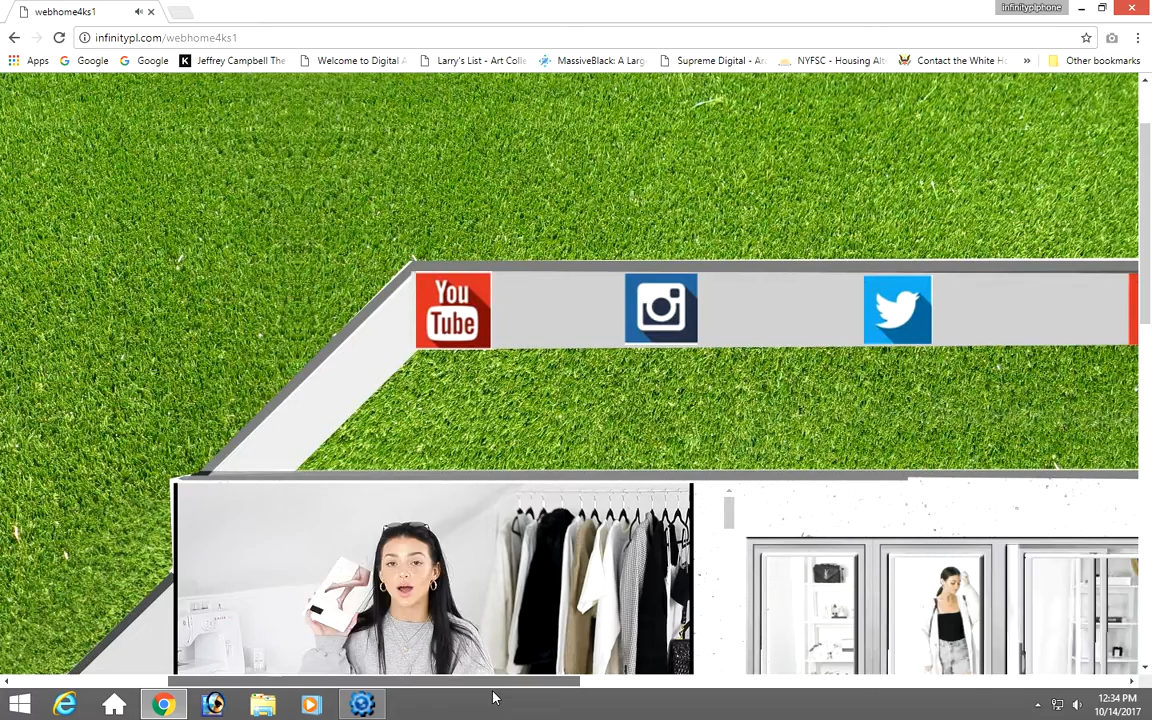 webhome4ks1
infinityplphone
infinitypl.com/webhome4ks1
Apps
Google
Google
Jeffrey Campbell The
Welcome to Digital A
Larry's List - Art Colle
MassiveBlack: A Larg
Supreme Digital - Ar
NYFSC - Housing Alt
Contact the White Ho
»
Other bookmarks
You
Tube
12:34 PM
10/14/2017